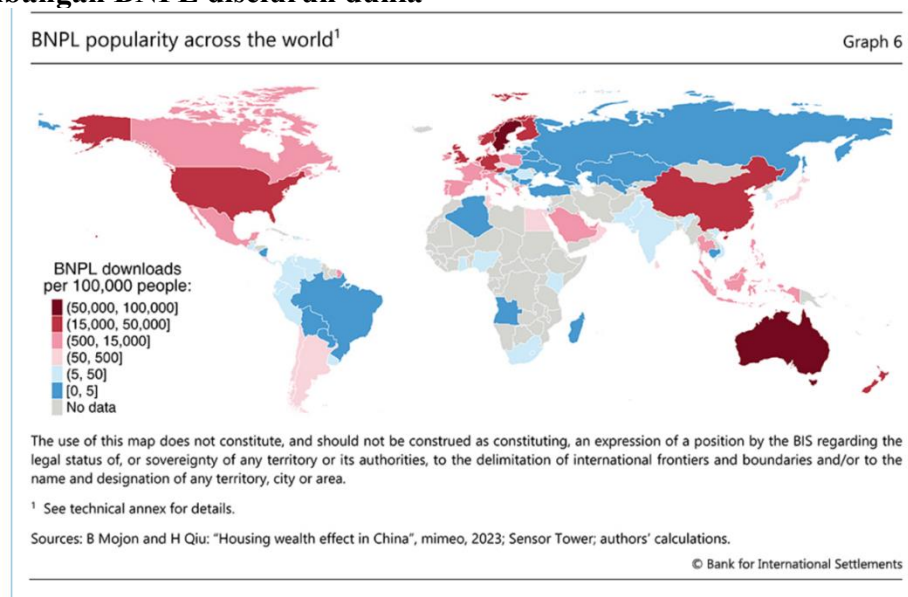 BNPL diseluruh dunia
BNPL popularity across the world1
Graph 6
BNPL downloads
per 100,000 people:
(50,000, 100,000]
(15,000, 50,000]
(500, 15,000]
(50, 500]
(5, 50]
[0, 5]
No data
The use of this map does not constitute, and should not be construed as constituting, an expression of a position by the BIS regarding the
legal status of, or sovereignty of any territory or its authorities, to the delimitation of international frontiers and boundaries and/or to the
name and designation of any territory, city or area.
1 See technical annex for details.
Sources: B Mojon and H Qiu: “Housing wealth effect in China”, mimeo, 2023; Sensor Tower; authors’ calculations.
© Bank for International Settlements